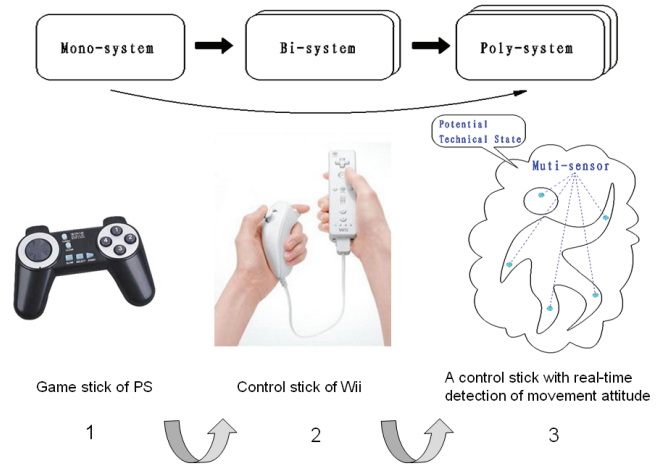 Mono-system
Bi-system
Poly-system
Potential
Technical State
Muti-sensor
Wii
Game stick of PS
Control stick of Wii
A control stick with real-time
detection of movement attitude
1
2
3